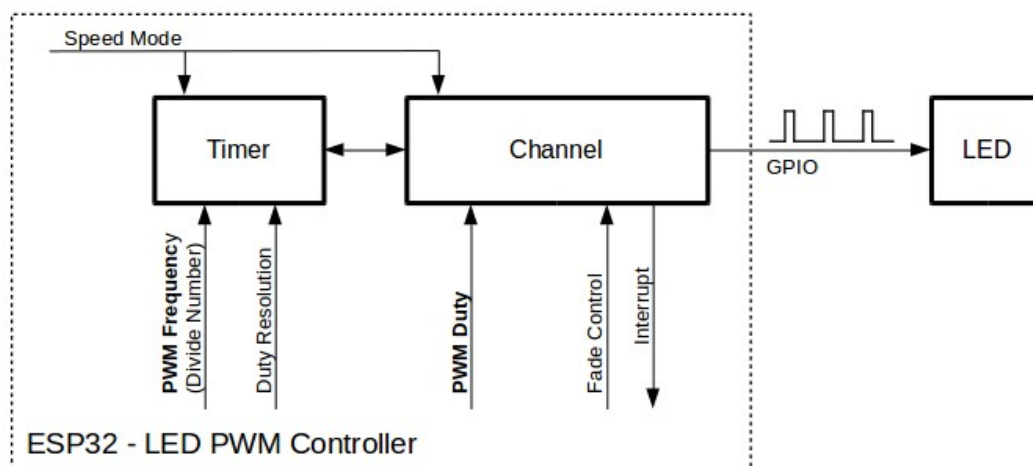 Speed Mode
Timer
Channel
GPIO
LED
PWM Frequency
(Divide Number)
Duty Resolution
PWM Duty
Fade Control
Interrupt
ESP32 - LED PWM Controller